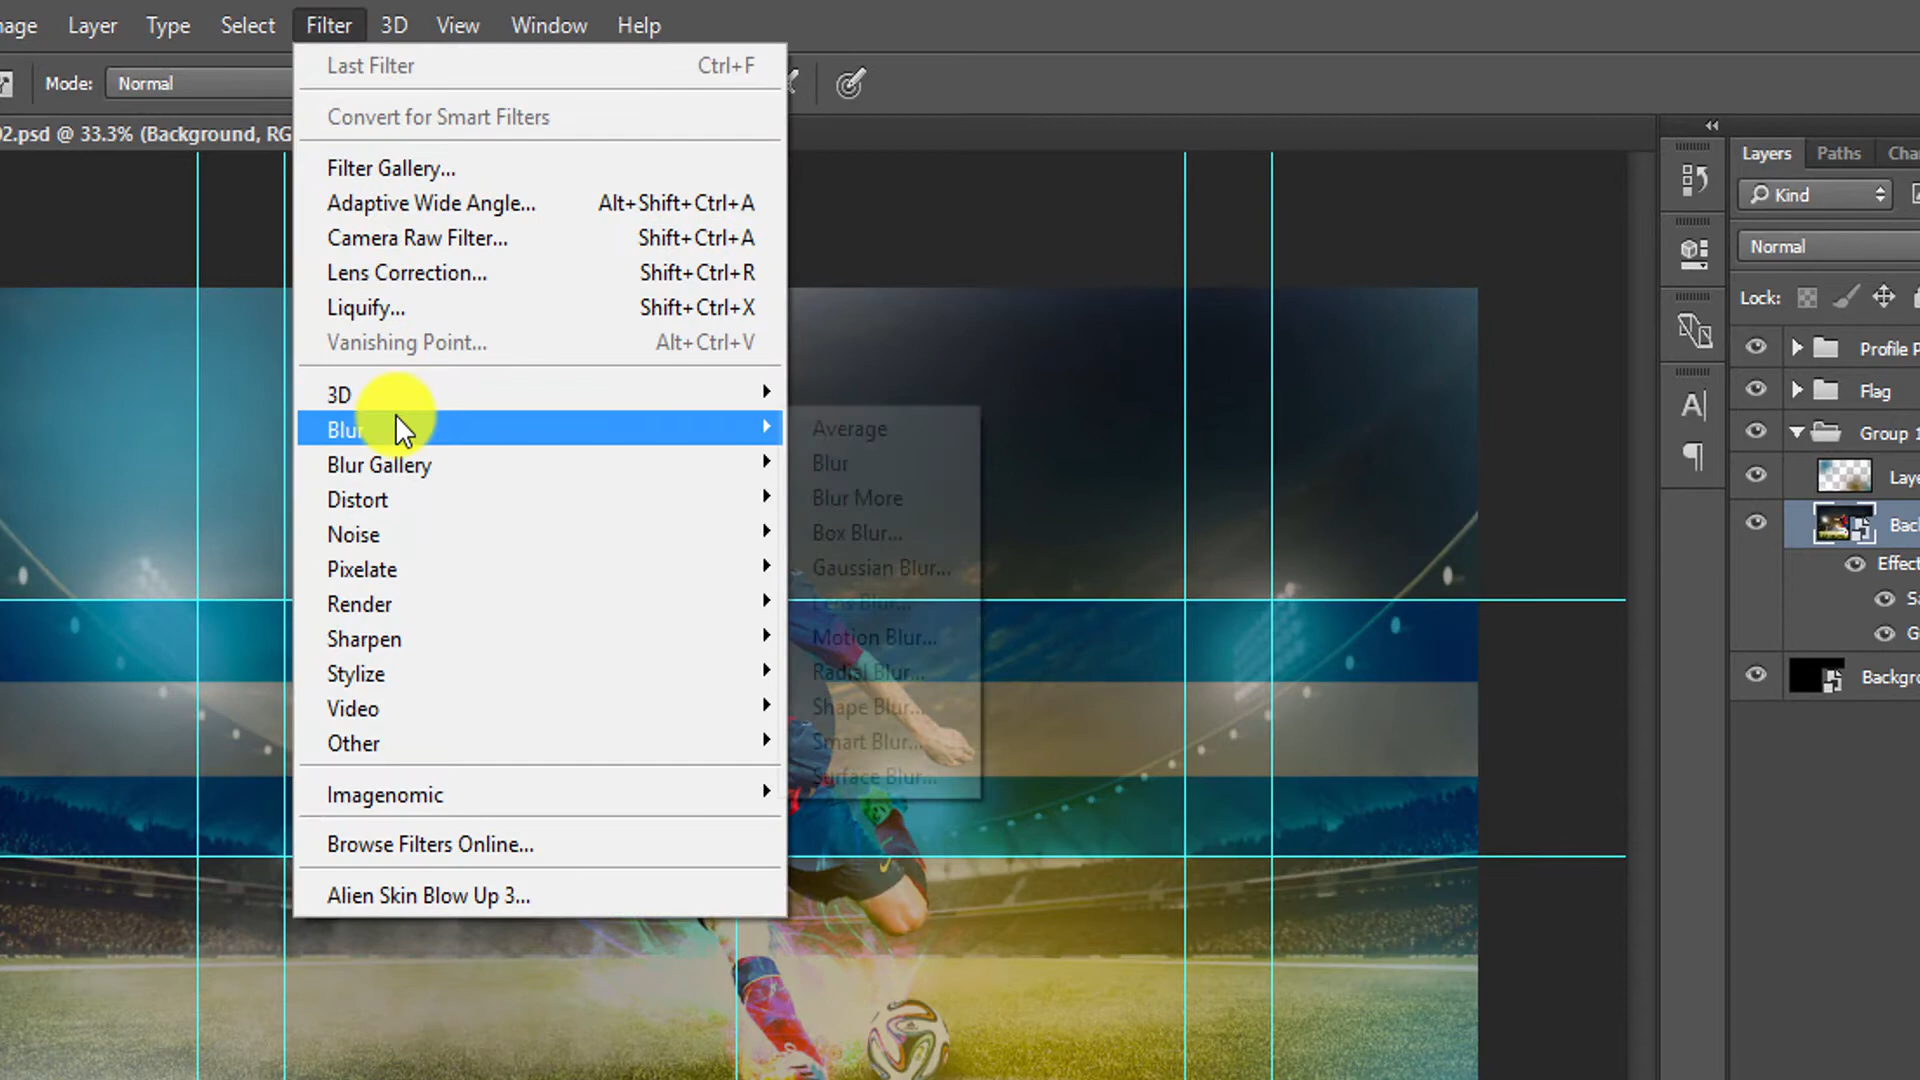 mage Layer Type Select Filter 3D View Window Help
Mode: Normal
02.psd @ 33.3% (Background, RG
Last Filter Ctrl+F
Convert for Smart Filters
Filter Gallery...
Adaptive Wide Angle... Alt+Shift+Ctrl+A
Camera Raw Filter... Shift+Ctrl+A
Lens Correction... Shift+Ctrl+R
Liquify... Shift+Ctrl+X
Vanishing Point... Alt+Ctrl+V
3D
Blur
Blur Gallery
Distort
Noise
Pixelate
Render
Sharpen
Stylize
Video
Other
Imagenomic
Browse Filters Online...
Alien Skin Blow Up 3...
Average
Blur
Blur More
Box Blur...
Gaussian Blur...
Lens Blur...
Motion Blur...
Radial Blur...
Shape Blur...
Smart Blur...
Surface Blur...
Layers Paths Cha
Kind
Normal
Lock:
Profile P
Flag
Group 1
Laye
Bac
Effect
Sa
G
Backgro